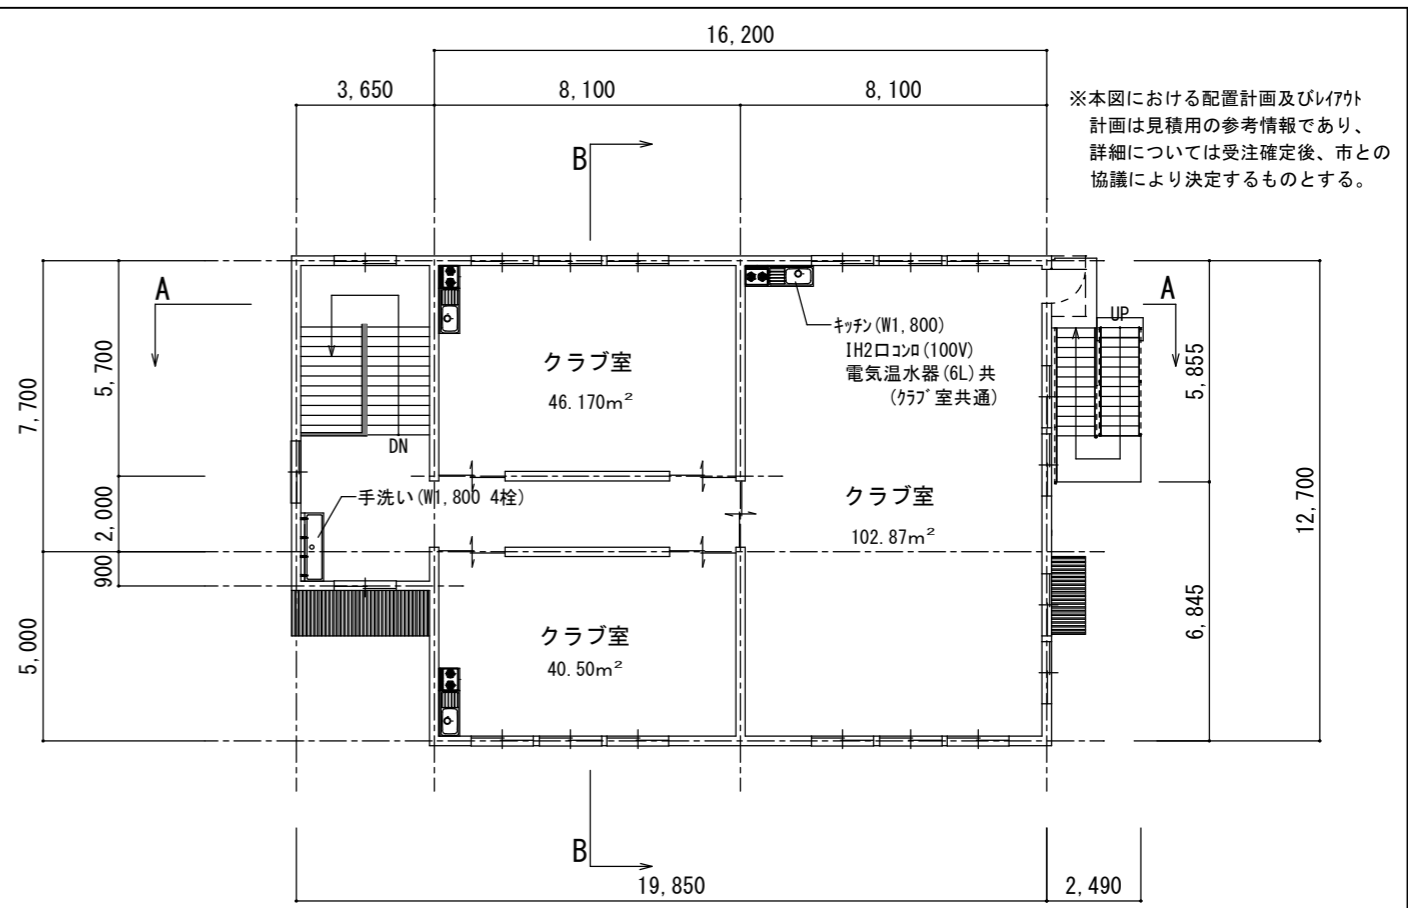 16,200
3,650
8,100
8,100
※本図における配置計画及びﾚｲｱｳﾄ
計画は見積用の参考情報であり、
詳細については受注確定後、市との
協議により決定するものとする。
B
A
A
UP
ｷｯﾁﾝ(W1,800)
IH2口ｺﾝﾛ(100V)
電気温水器(6L)共
(ｸﾗﾌﾞ室共通)
クラブ室
46.170m²
5,700
7,700
5,855
DN
手洗い(W1,800 4栓)
クラブ室
102.87m²
2,000
12,700
900
クラブ室
40.50m²
5,000
6,845
B
19,850
2,490